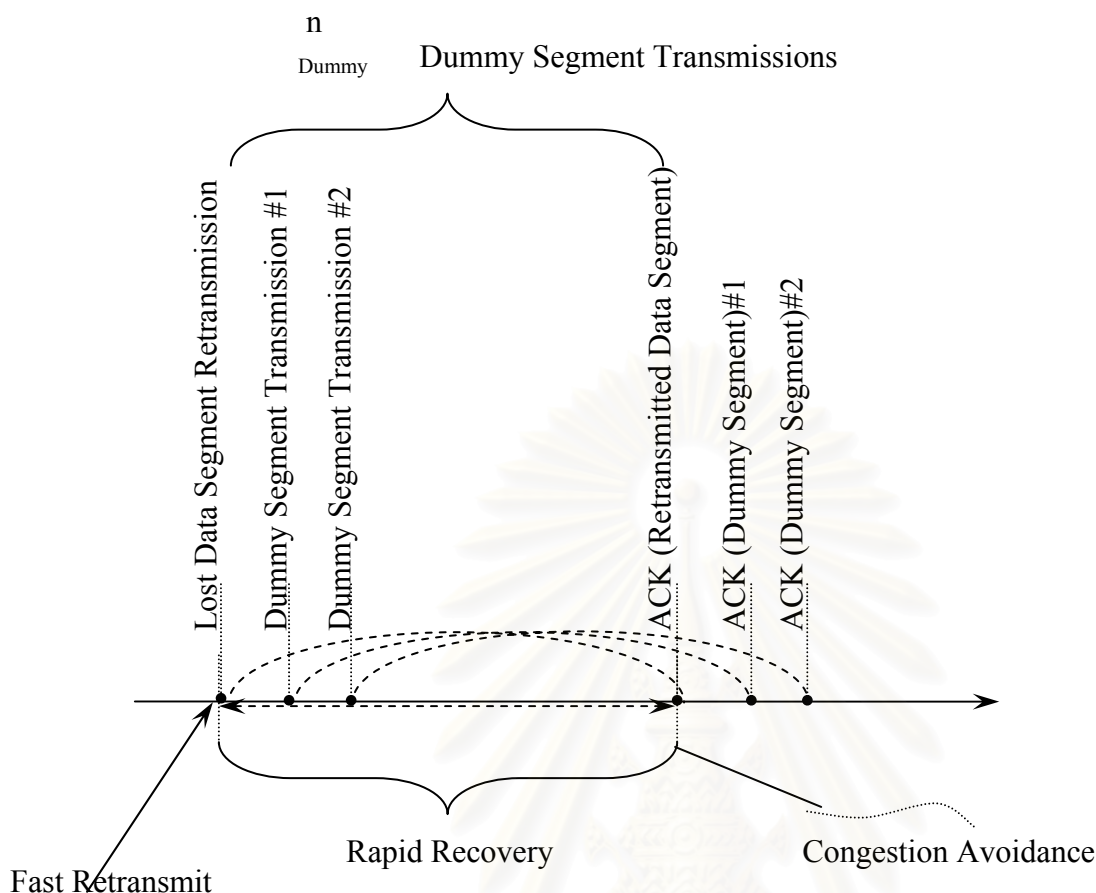 n
Dummy
Dummy Segment Transmissions
Lost Data Segment Retransmission
Dummy Segment Transmission #1
Dummy Segment Transmission #2
ACK (Retransmitted Data Segment)
ACK (Dummy Segment)#1
ACK (Dummy Segment)#2
Rapid Recovery
Congestion Avoidance
Fast Retransmit